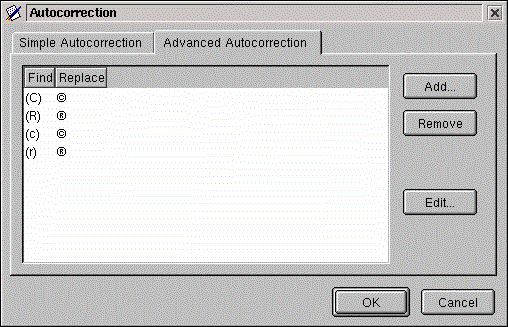 Autocorrection
Simple Autocorrection Advanced Autocorrection
Find Replace
(C) ©
(R) ®
(c) ©
(r) ®
Add...
Remove
Edit...
OK Cancel